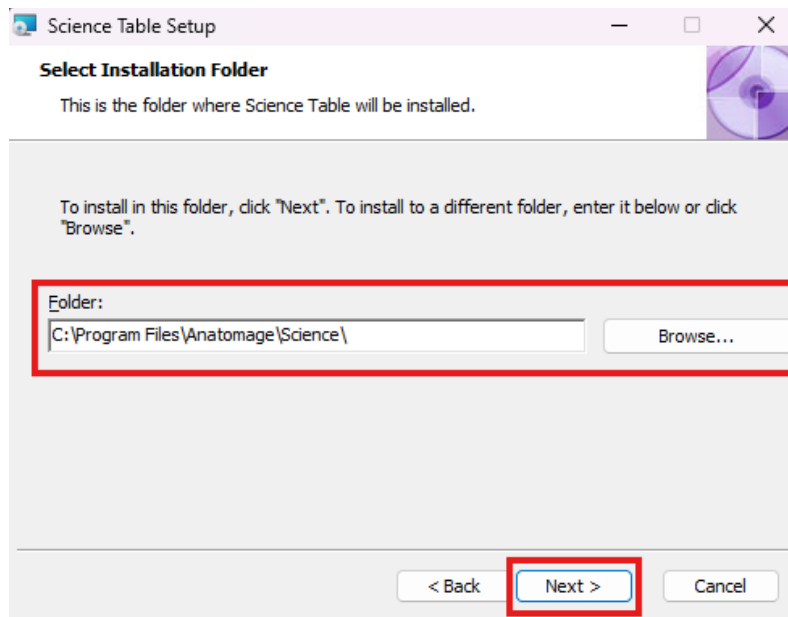 Science Table Setup
Select Installation Folder
This is the folder where Science Table will be installed.
To install in this folder, click "Next". To install to a different folder, enter it below or click
"Browse".
Folder:
C:\Program Files\Anatomage\Science\
Browse...
< Back
Next >
Cancel